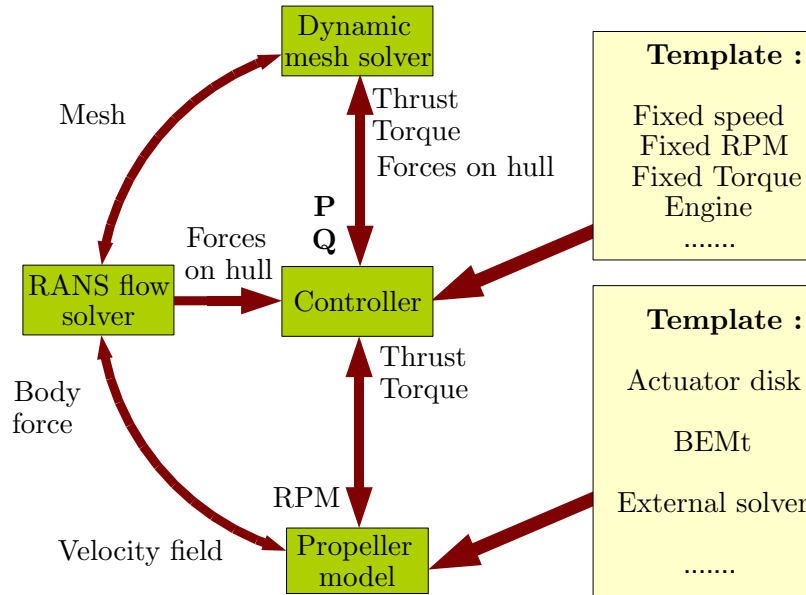 Dynamic
mesh solver
Template :
Thrust
Torque
Forces on hull
Mesh
Fixed speed
Fixed RPM
Fixed Torque
Engine
.......
P
Q
Forces
on hull
RANS flow
solver
Controller
Template :
Thrust
Torque
Actuator disk
Body
force
BEMt
RPM
External solver
Velocity field
Propeller
model
.......